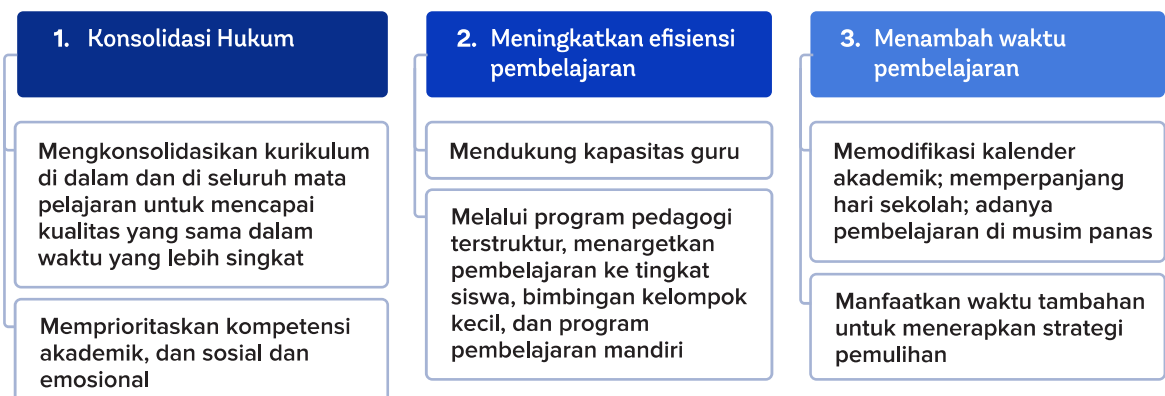 1. Konsolidasi Hukum
Mengkonsolidasikan kurikulum
di dalam dan di seluruh mata
pelajaran untuk mencapai
kualitas yang sama dalam
waktu yang lebih singkat
Memprioritaskan kompetensi
akademik, dan sosial dan
emosional
2. Meningkatkan efisiensi
pembelajaran
Mendukung kapasitas guru
Melalui program pedagogi
terstruktur, menargetkan
pembelajaran ke tingkat
siswa, bimbingan kelompok
kecil, dan program
pembelajaran mandiri
3. Menambah waktu
pembelajaran
Memodifikasi kalender
akademik; memperpanjang
hari sekolah; adanya
pembelajaran di musim panas
Manfaatkan waktu tambahan
untuk menerapkan strategi
pemulihan